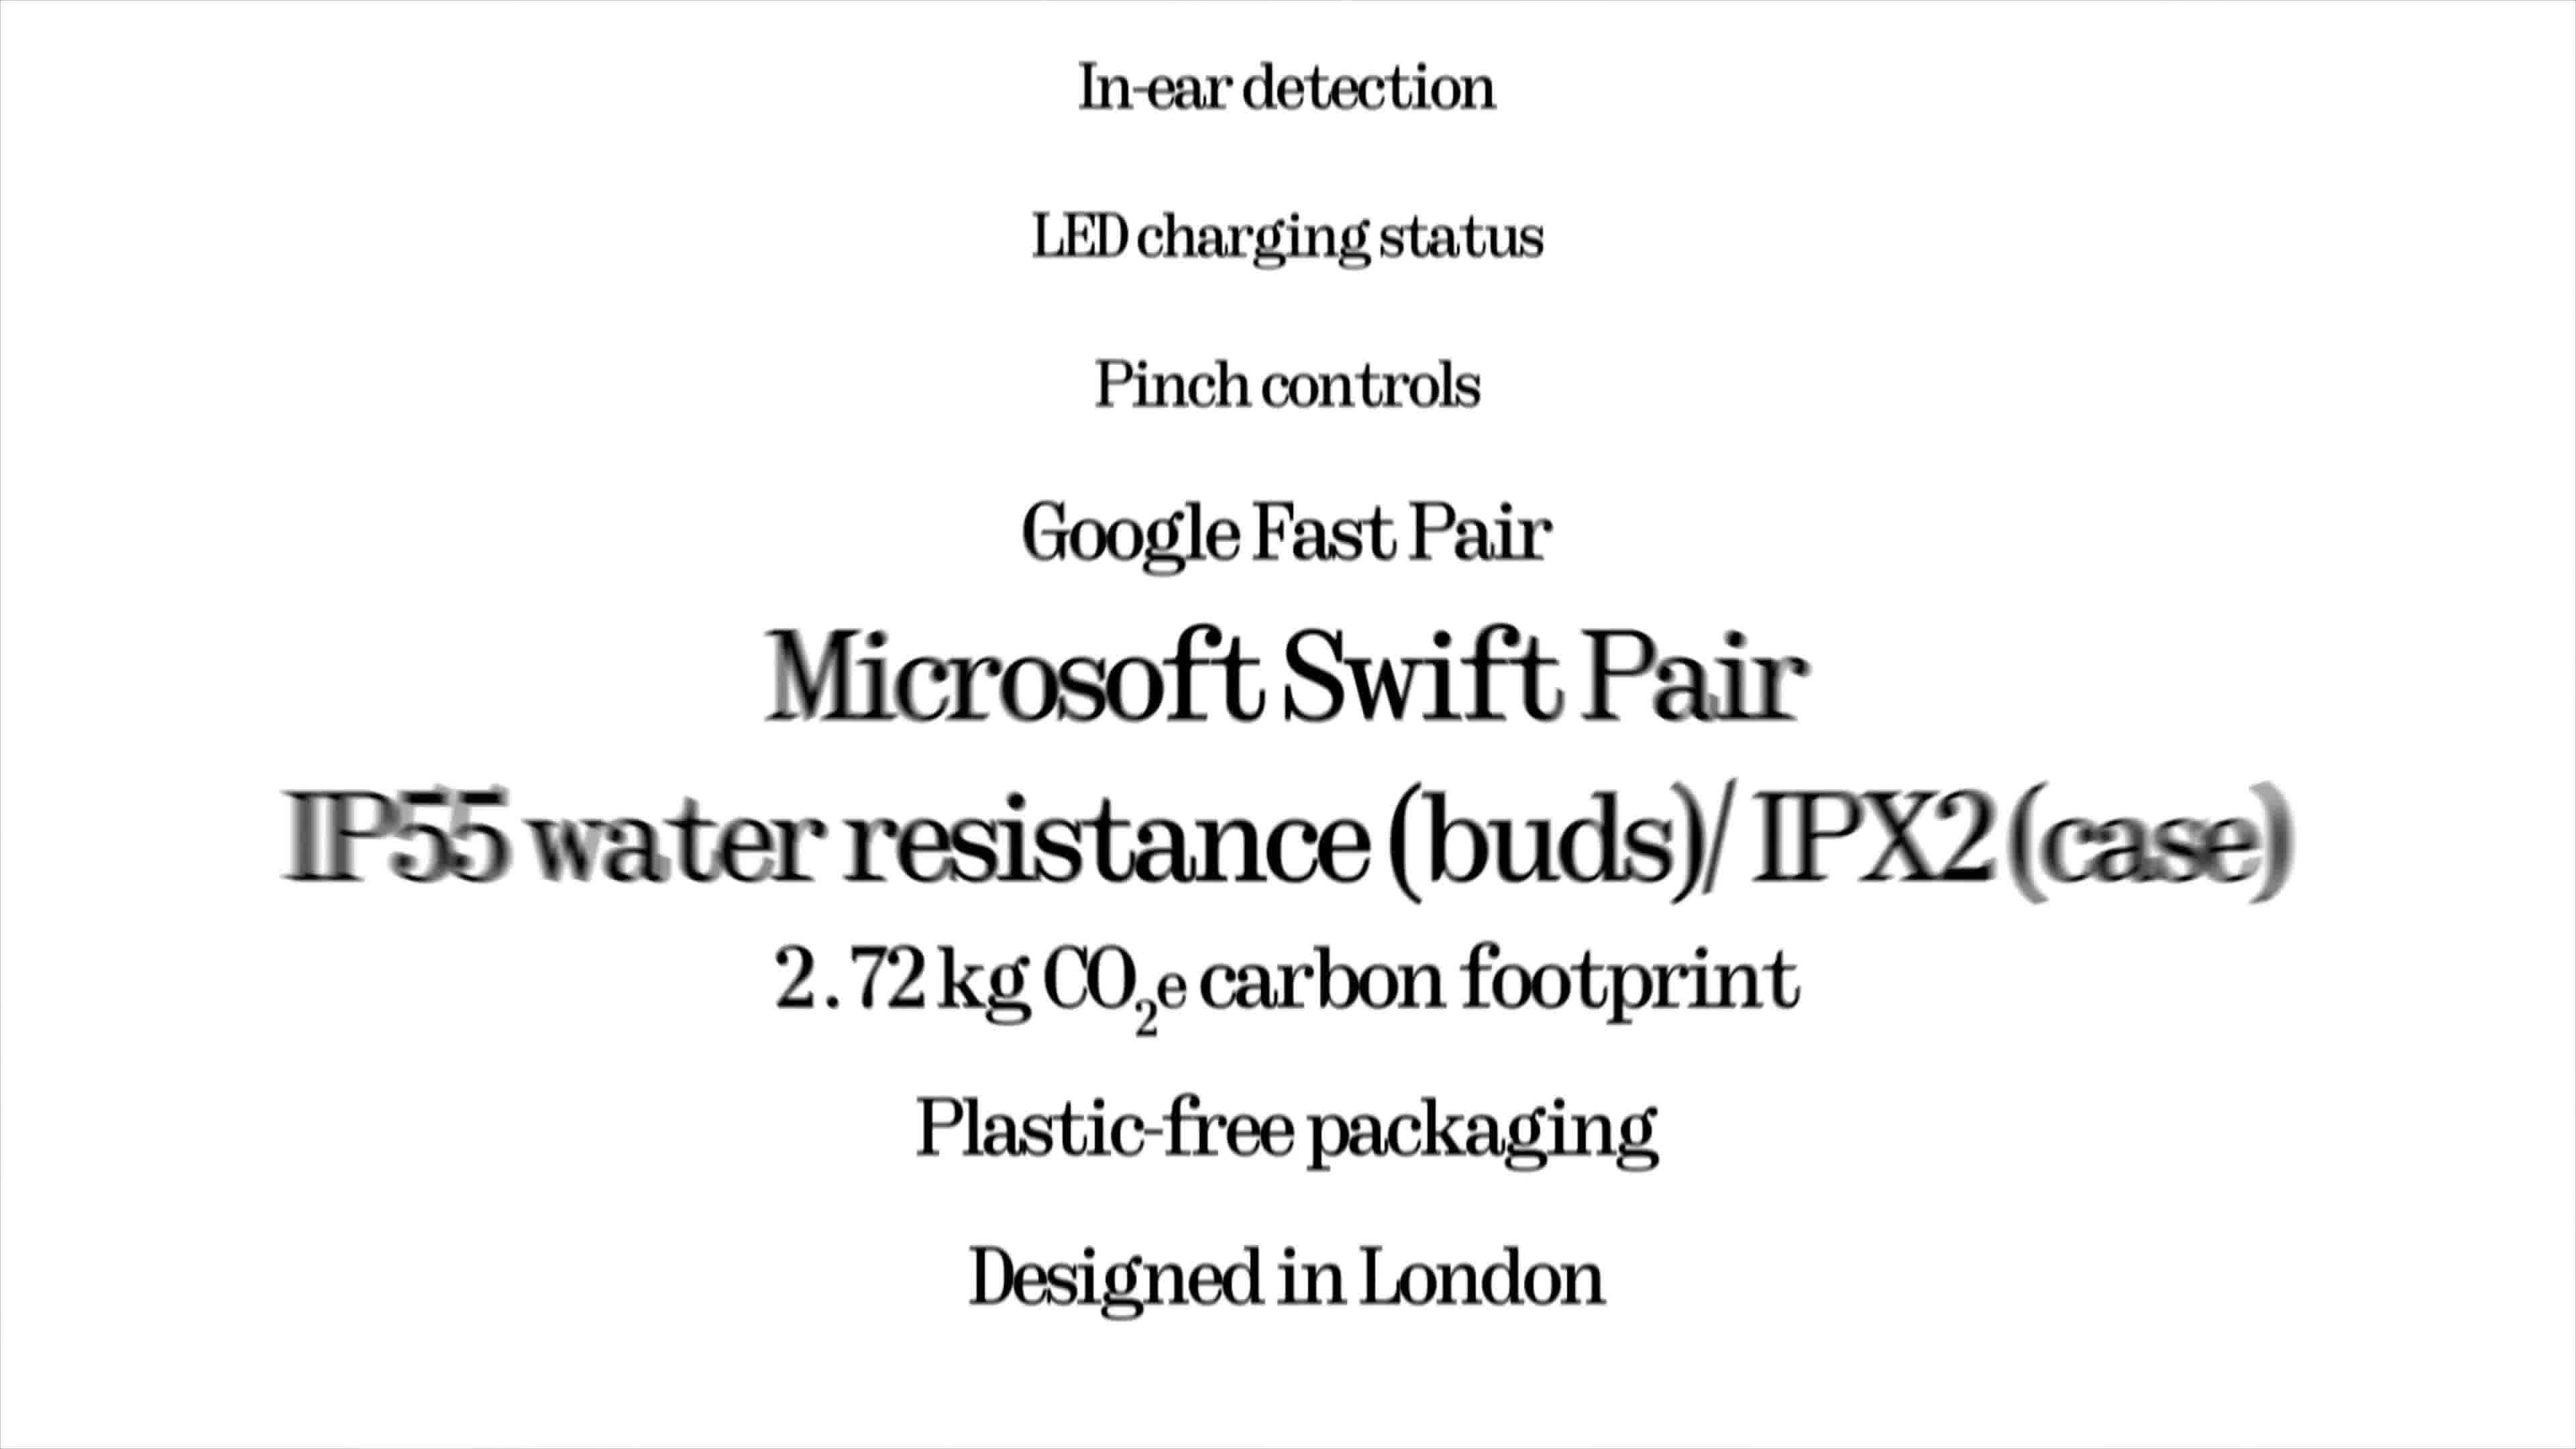 In-ear detection
LED charging status
Pinch controls
Google Fast Pair
Microsoft Swift Pair
IP55 water resistance (buds)/ IPX2 (case)
2.72 kg CO₂e carbon footprint
Plastic-free packaging
Designed in London